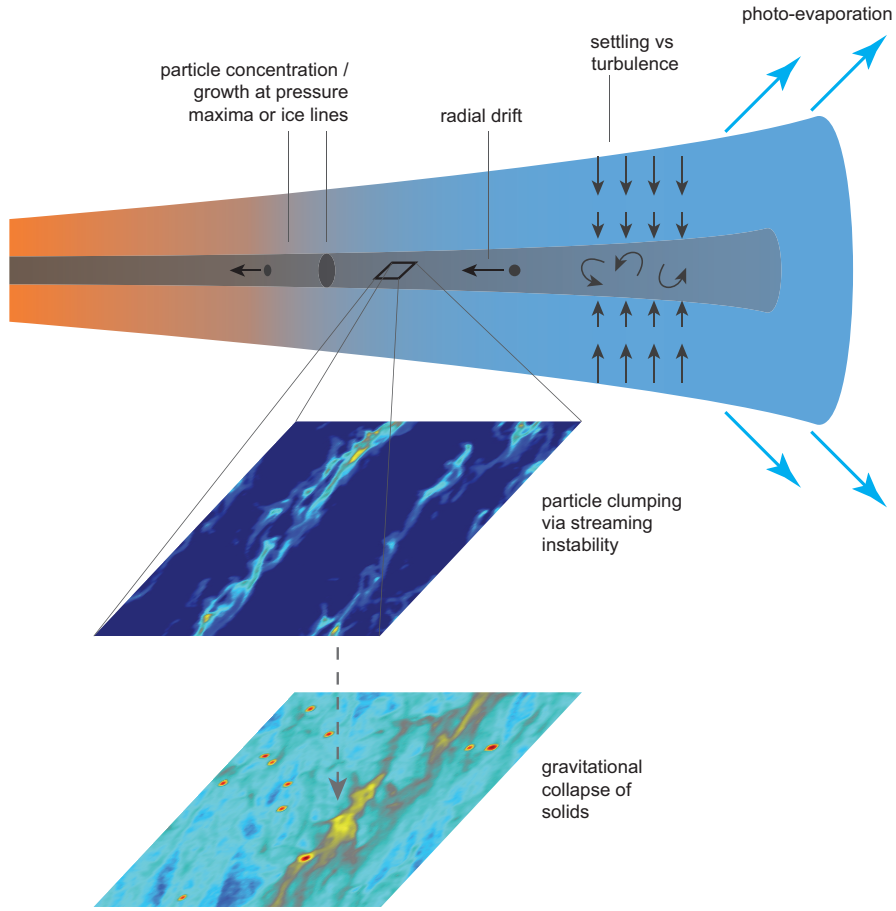 photo-evaporation
settling vs
turbulence
particle concentration /
growth at pressure
maxima or ice lines
radial drift
particle clumping
via streaming
instability
gravitational
collapse of
solids